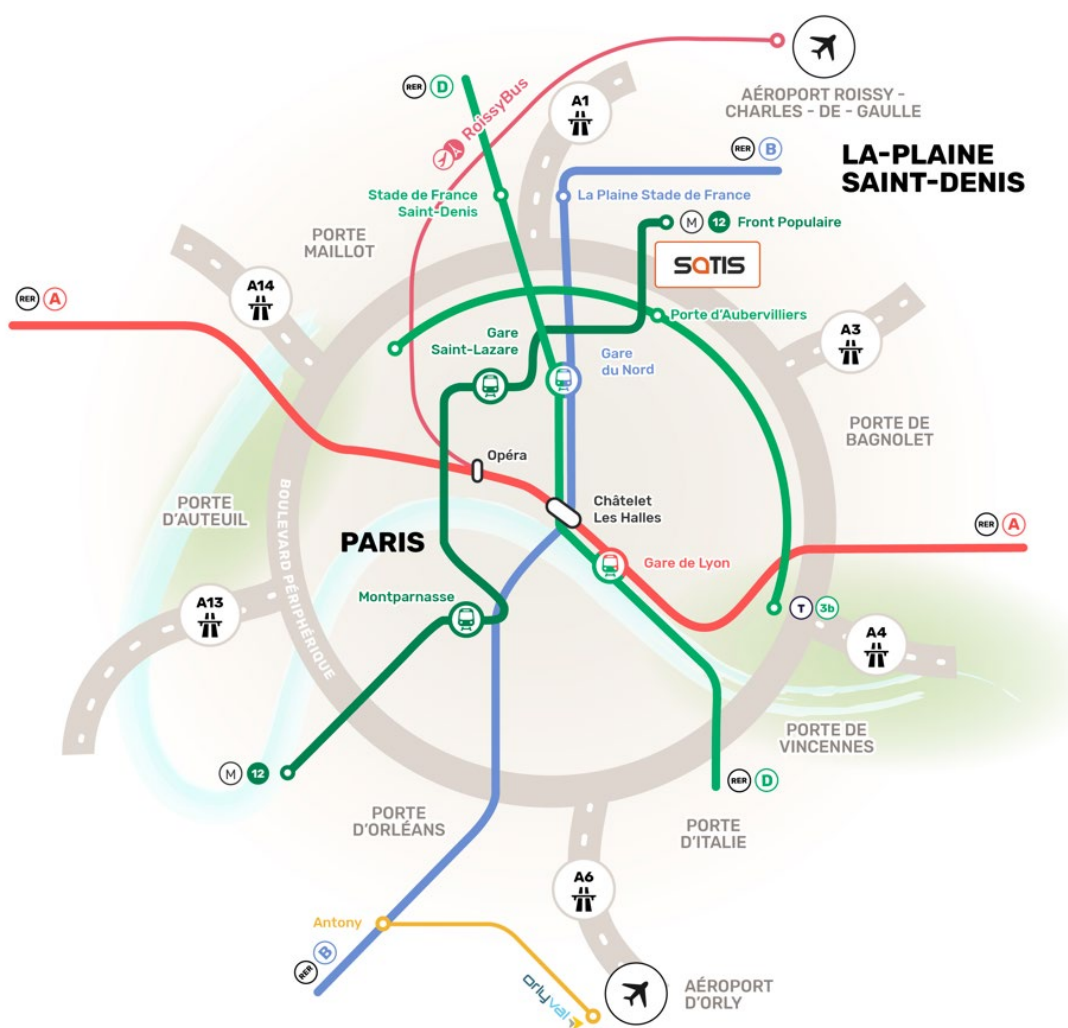 AÉROPORT ROISSY -
CHARLES - DE - GAULLE
RER D
RoissyBus
A1
RER B
LA-PLAINE
SAINT-DENIS
Stade de France
Saint-Denis
La Plaine Stade de France
M 12 Front Populaire
PORTE
MAILLOT
SATIS
A14
RER A
Porte d'Aubervilliers
A3
Gare
Saint-Lazare
Gare
du Nord
PORTE DE
BAGNOLET
Opéra
Châtelet
Les Halles
PORTE
D'AUTEUIL
BOULEVARD PÉRIPHÉRIQUE
PARIS
RER A
Gare de Lyon
Montparnasse
A13
T 3b
A4
PORTE DE
VINCENNES
M 12
RER D
PORTE
D'ORLÉANS
PORTE
D'ITALIE
A6
Antony
RER B
orlyval
AÉROPORT
D'ORLY